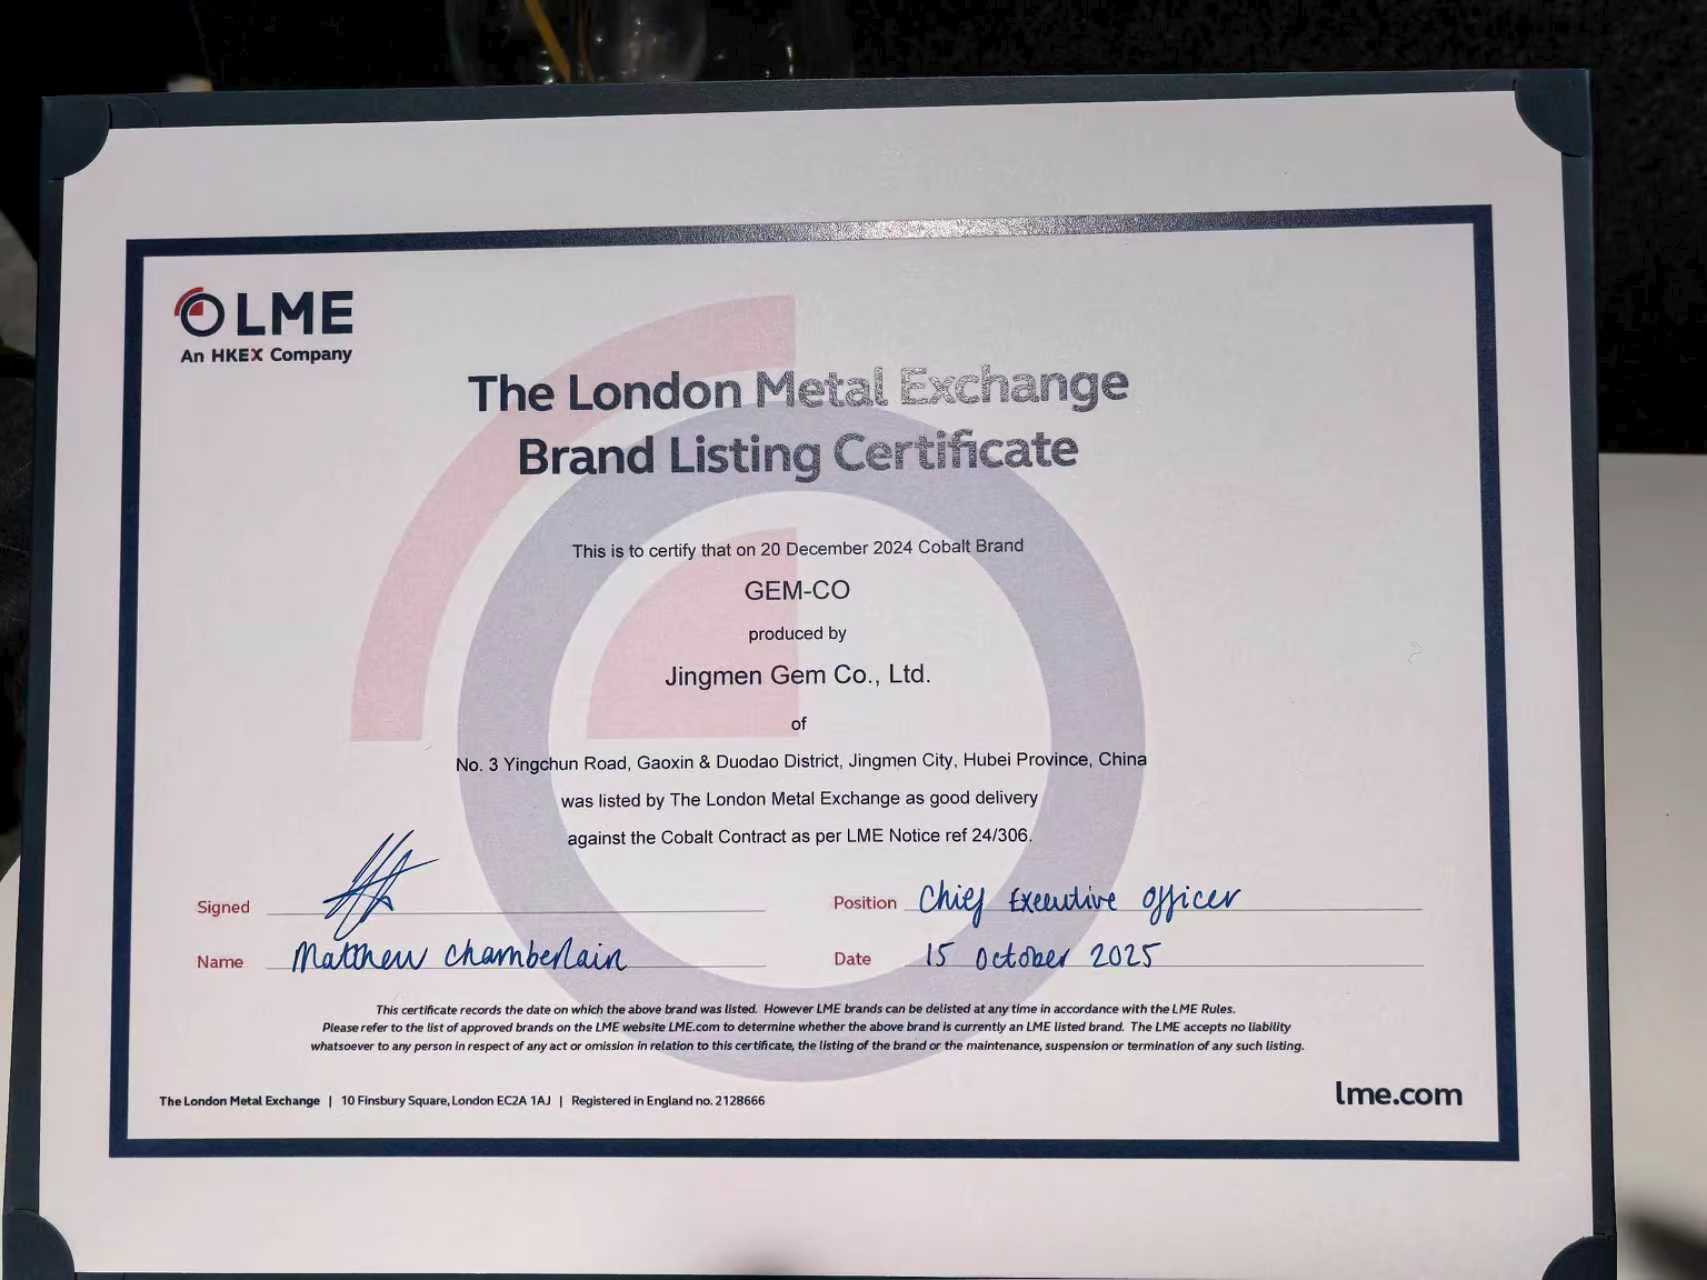 LME
An HKEX Company
The London Metal Exchange
Brand Listing Certificate
This is to certify that on 20 December 2024 Cobalt Brand
GEM-CO
produced by
Jingmen Gem Co., Ltd.
of
No. 3 Yingchun Road, Gaoxin & Duodao District, Jingmen City, Hubei Province, China
was listed by The London Metal Exchange as good delivery
against the Cobalt Contract as per LME Notice ref 24/306.
Signed
Position Chief Executive Officer
Name Matthew Chamberlain
Date 15 October 2025
This certificate records the date on which the above brand was listed. However LME brands can be delisted at any time in accordance with the LME Rules.
Please refer to the list of approved brands on the LME website LME.com to determine whether the above brand is currently an LME listed brand. The LME accepts no liability
whatsoever to any person in respect of any act or omission in relation to this certificate, the listing of the brand or the maintenance, suspension or termination of any such listing.
The London Metal Exchange | 10 Finsbury Square, London EC2A 1AJ | Registered in England no. 2128666
lme.com